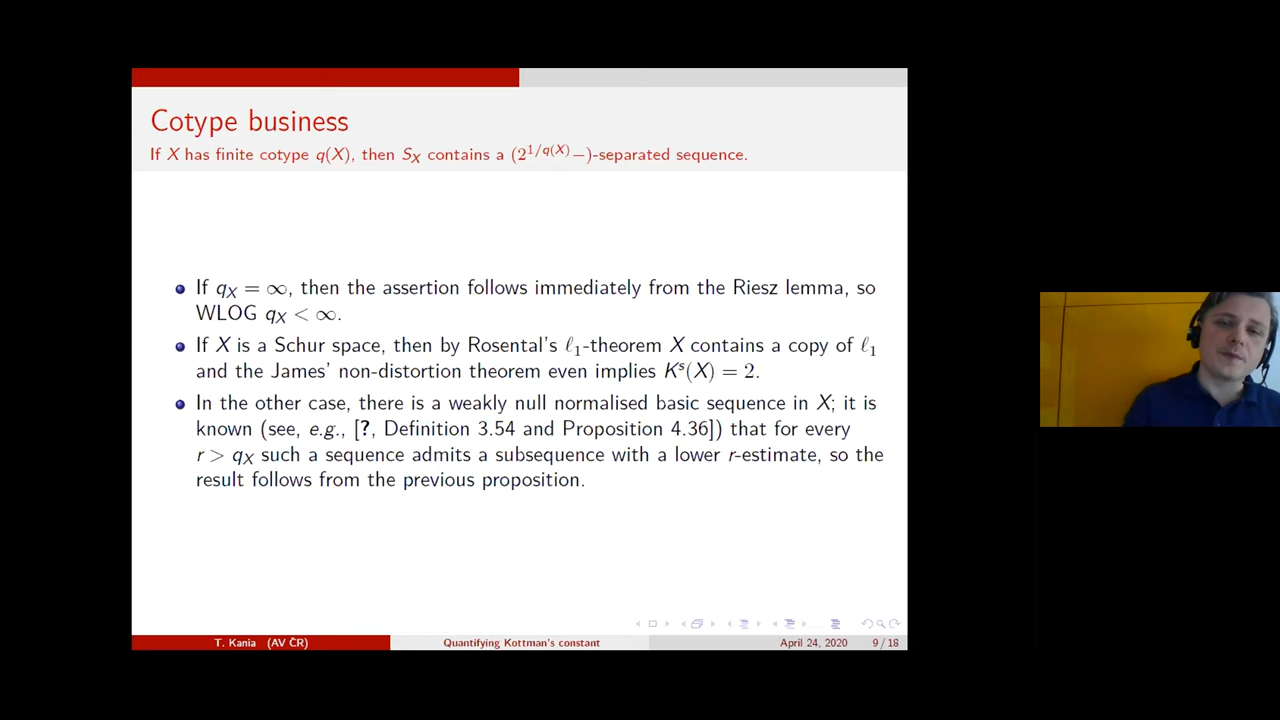 Cotype business
If X has finite cotype q(X), then S_X contains a (2^{1/q(X)}−)-separated sequence.
If q_X = ∞, then the assertion follows immediately from the Riesz lemma, so
WLOG q_X < ∞.
If X is a Schur space, then by Rosental's ℓ_1-theorem X contains a copy of ℓ_1
and the James' non-distortion theorem even implies K^s(X) = 2.
In the other case, there is a weakly null normalised basic sequence in X; it is
known (see, e.g., [?, Definition 3.54 and Proposition 4.36]) that for every
r > q_X such a sequence admits a subsequence with a lower r-estimate, so the
result follows from the previous proposition.
T. Kania (AV ČR) Quantifying Kottman's constant April 24, 2020 9 / 18